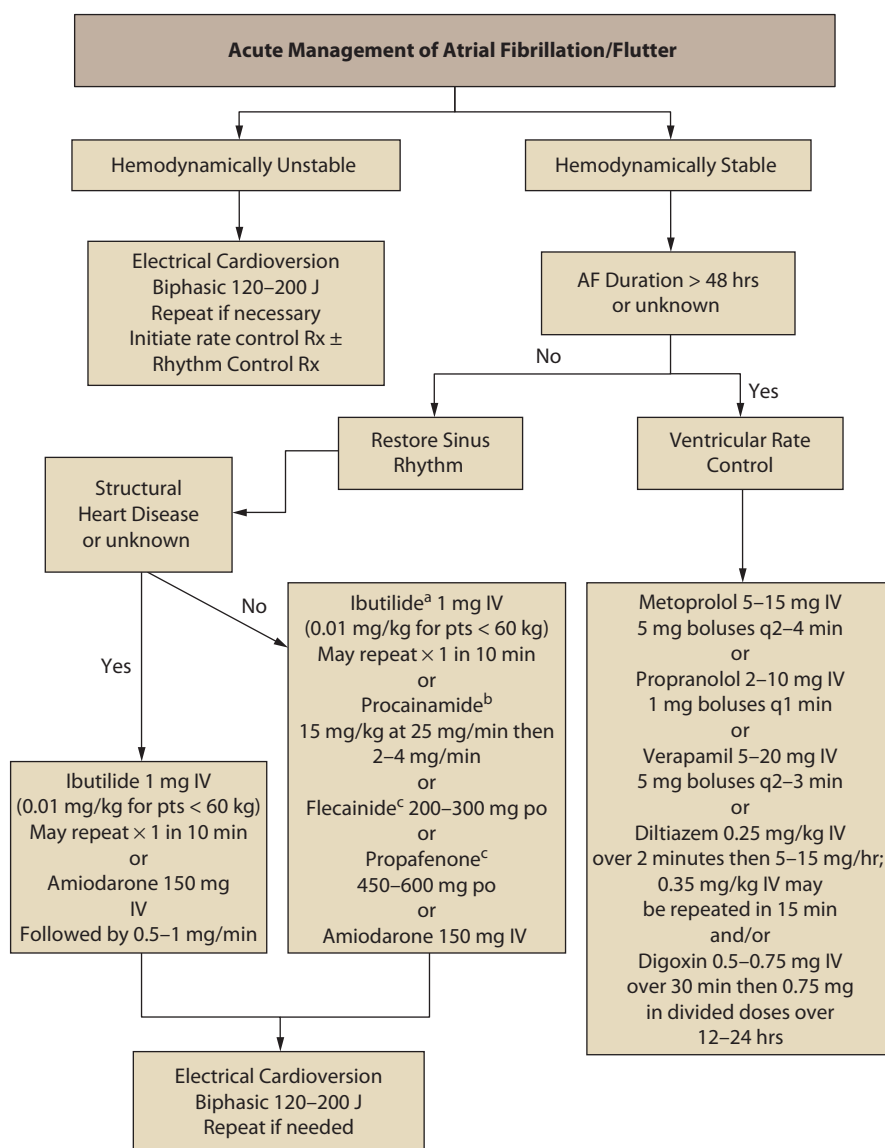 Acute Management of Atrial Fibrillation/Flutter
Hemodynamically Unstable
Hemodynamically Stable
Electrical Cardioversion
Biphasic 120–200 J
Repeat if necessary
Initiate rate control Rx ±
Rhythm Control Rx
AF Duration > 48 hrs
or unknown
No
Yes
Restore Sinus
Rhythm
Ventricular Rate
Control
Structural
Heart Disease
or unknown
No
Yes
Ibutilideᵃ 1 mg IV
(0.01 mg/kg for pts < 60 kg)
May repeat × 1 in 10 min
or
Procainamideᵇ
15 mg/kg at 25 mg/min then
2–4 mg/min
or
Flecainideᶜ 200–300 mg po
or
Propafenoneᶜ
450–600 mg po
or
Amiodarone 150 mg IV
Metoprolol 5–15 mg IV
5 mg boluses q2–4 min
or
Propranolol 2–10 mg IV
1 mg boluses q1 min
or
Verapamil 5–20 mg IV
5 mg boluses q2–3 min
or
Diltiazem 0.25 mg/kg IV
over 2 minutes then 5–15 mg/hr;
0.35 mg/kg IV may
be repeated in 15 min
and/or
Digoxin 0.5–0.75 mg IV
over 30 min then 0.75 mg
in divided doses over
12–24 hrs
Ibutilide 1 mg IV
(0.01 mg/kg for pts < 60 kg)
May repeat × 1 in 10 min
or
Amiodarone 150 mg
IV
Followed by 0.5–1 mg/min
Electrical Cardioversion
Biphasic 120–200 J
Repeat if needed